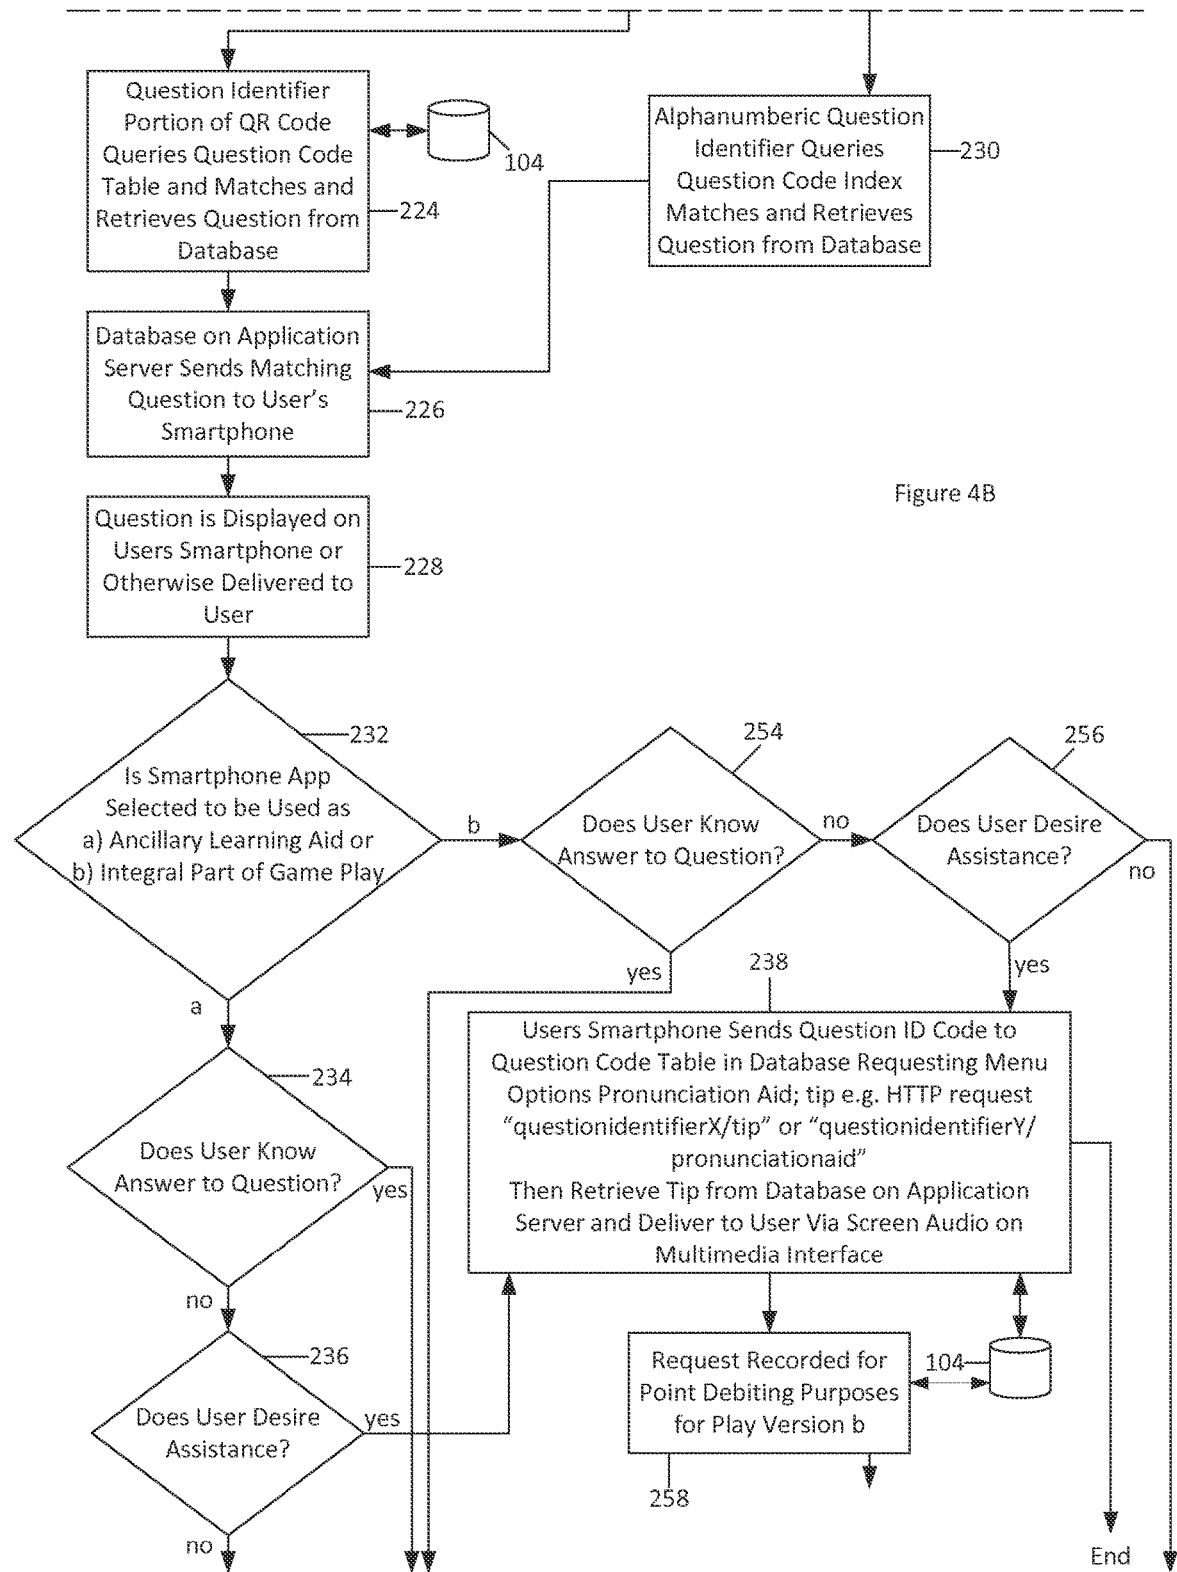 Question Identifier
Portion of QR Code
Queries Question Code
Table and Matches and
Retrieves Question from
Database
104
224
Alphanumberic Question
Identifier Queries
Question Code Index
Matches and Retrieves
Question from Database
230
Database on Application
Server Sends Matching
Question to User's
Smartphone
226
Figure 4B
Question is Displayed on
Users Smartphone or
Otherwise Delivered to
User
228
232
Is Smartphone App
Selected to be Used as
a) Ancillary Learning Aid or
b) Integral Part of Game Play
b
a
254
Does User Know
Answer to Question?
no
yes
256
Does User Desire
Assistance?
no
yes
238
Users Smartphone Sends Question ID Code to
Question Code Table in Database Requesting Menu
Options Pronunciation Aid; tip e.g. HTTP request
“questionidentifierX/tip” or “questionidentifierY/
pronunciationaid”
Then Retrieve Tip from Database on Application
Server and Deliver to User Via Screen Audio on
Multimedia Interface
234
Does User Know
Answer to Question?
yes
no
236
Does User Desire
Assistance?
yes
no
Request Recorded for
Point Debiting Purposes
for Play Version b
104
258
End